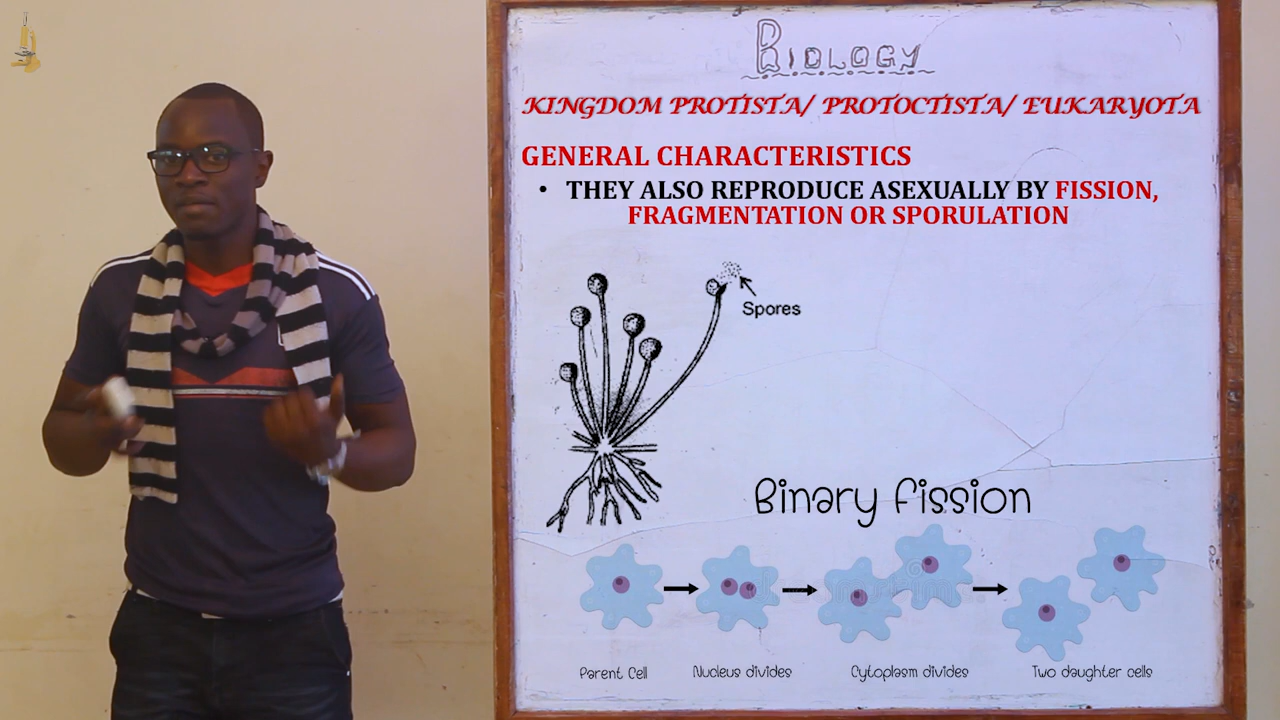 BIOLOGY
KINGDOM PROTISTA/ PROTOCTISTA/ EUKARYOTA
GENERAL CHARACTERISTICS
• THEY ALSO REPRODUCE ASEXUALLY BY FISSION,
FRAGMENTATION OR SPORULATION
Spores
Binary fission
Parent Cell
Nucleus divides
Cytoplasm divides
Two daughter cells